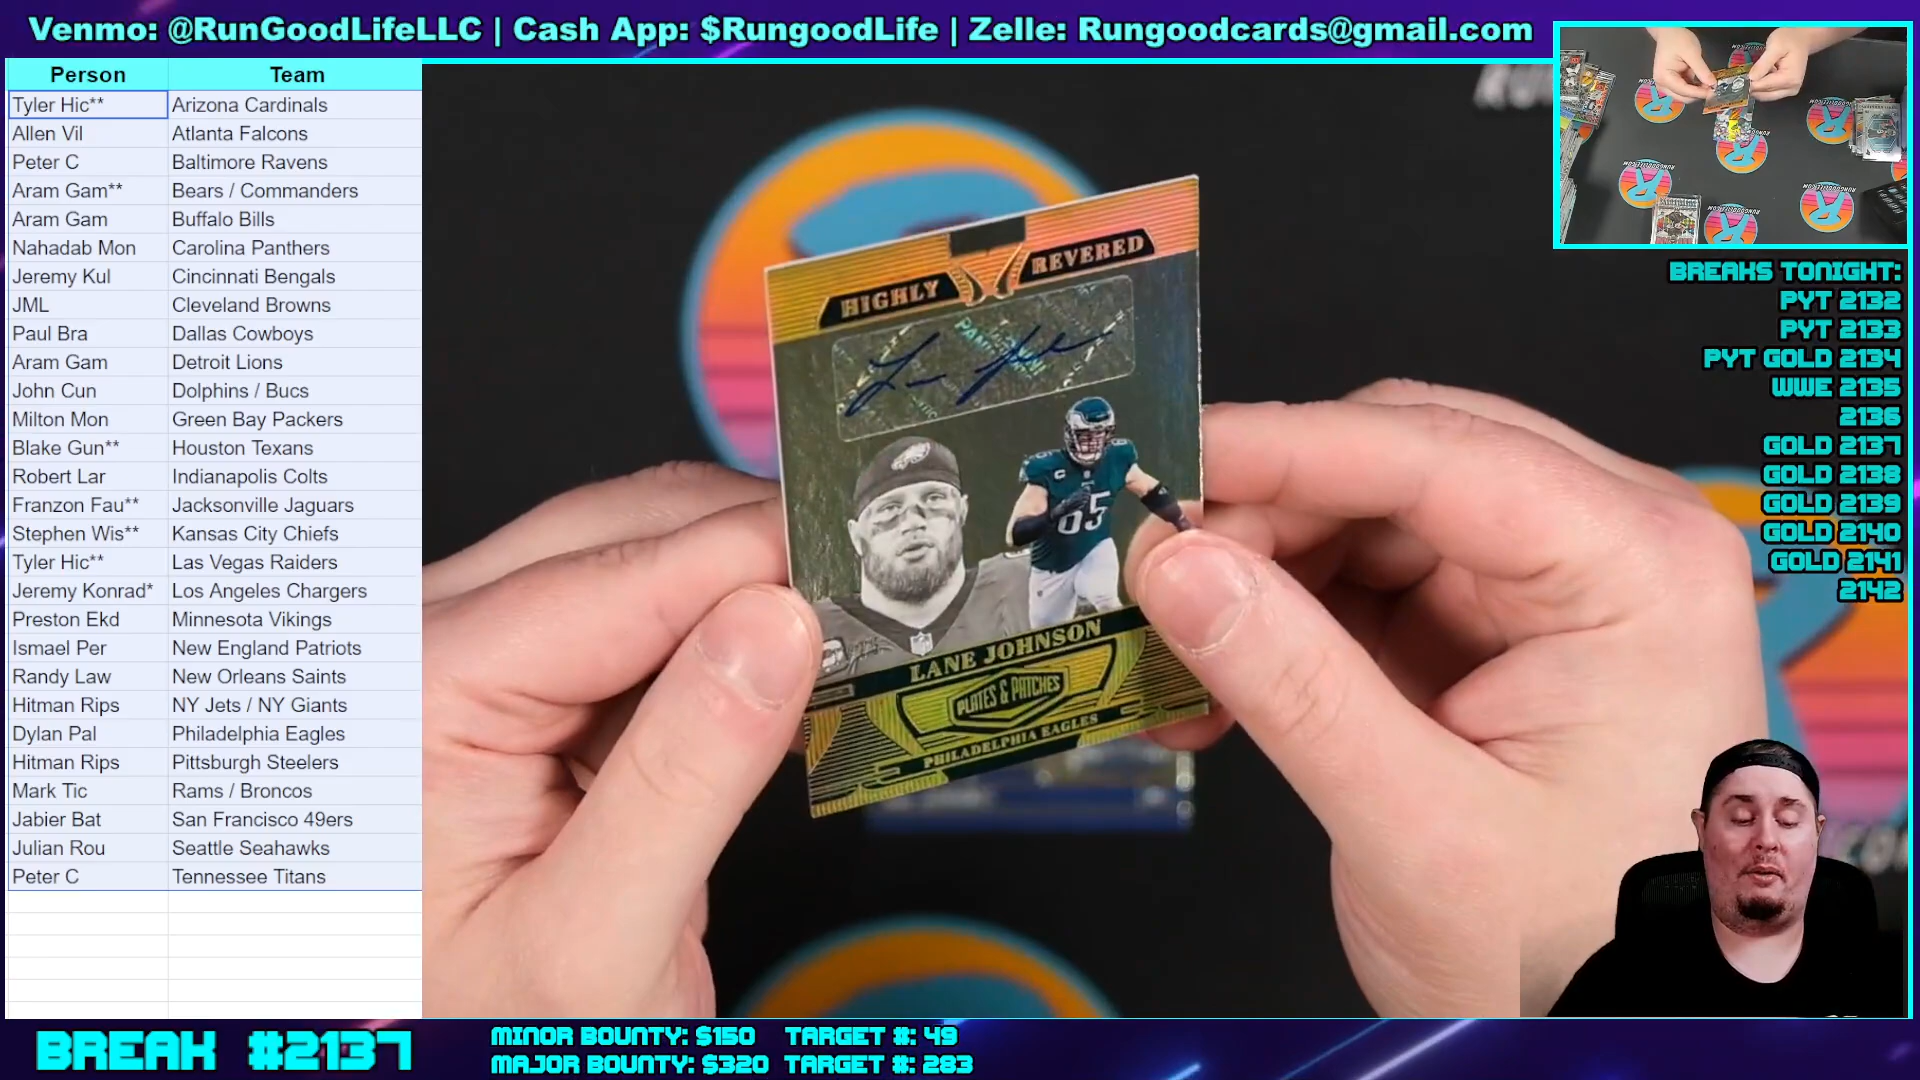 Venmo: @RunGoodLifeLLC | Cash App: $RungoodLife | Zelle: Rungoodcards@gmail.com
Person Team
Tyler Hic** Arizona Cardinals
Allen Vil Atlanta Falcons
Peter C Baltimore Ravens
Aram Gam** Bears / Commanders
Aram Gam Buffalo Bills
Nahadab Mon Carolina Panthers
Jeremy Kul Cincinnati Bengals
JML Cleveland Browns
Paul Bra Dallas Cowboys
Aram Gam Detroit Lions
John Cun Dolphins / Bucs
Milton Mon Green Bay Packers
Blake Gun** Houston Texans
Robert Lar Indianapolis Colts
Franzon Fau** Jacksonville Jaguars
Stephen Wis** Kansas City Chiefs
Tyler Hic** Las Vegas Raiders
Jeremy Konrad* Los Angeles Chargers
Preston Ekd Minnesota Vikings
Ismael Per New England Patriots
Randy Law New Orleans Saints
Hitman Rips NY Jets / NY Giants
Dylan Pal Philadelphia Eagles
Hitman Rips Pittsburgh Steelers
Mark Tic Rams / Broncos
Jabier Bat San Francisco 49ers
Julian Rou Seattle Seahawks
Peter C Tennessee Titans
HIGHLY REVERED
PANINI
65
LANE JOHNSON
PLATES & PATCHES
PHILADELPHIA EAGLES
BREAKS TONIGHT:
PYT 2132
PYT 2133
PYT GOLD 2134
WWE 2135
2136
GOLD 2137
GOLD 2138
GOLD 2139
GOLD 2140
GOLD 2141
2142
BREAK #2137
MINOR BOUNTY: $150 TARGET #: 49
MAJOR BOUNTY: $320 TARGET #: 283